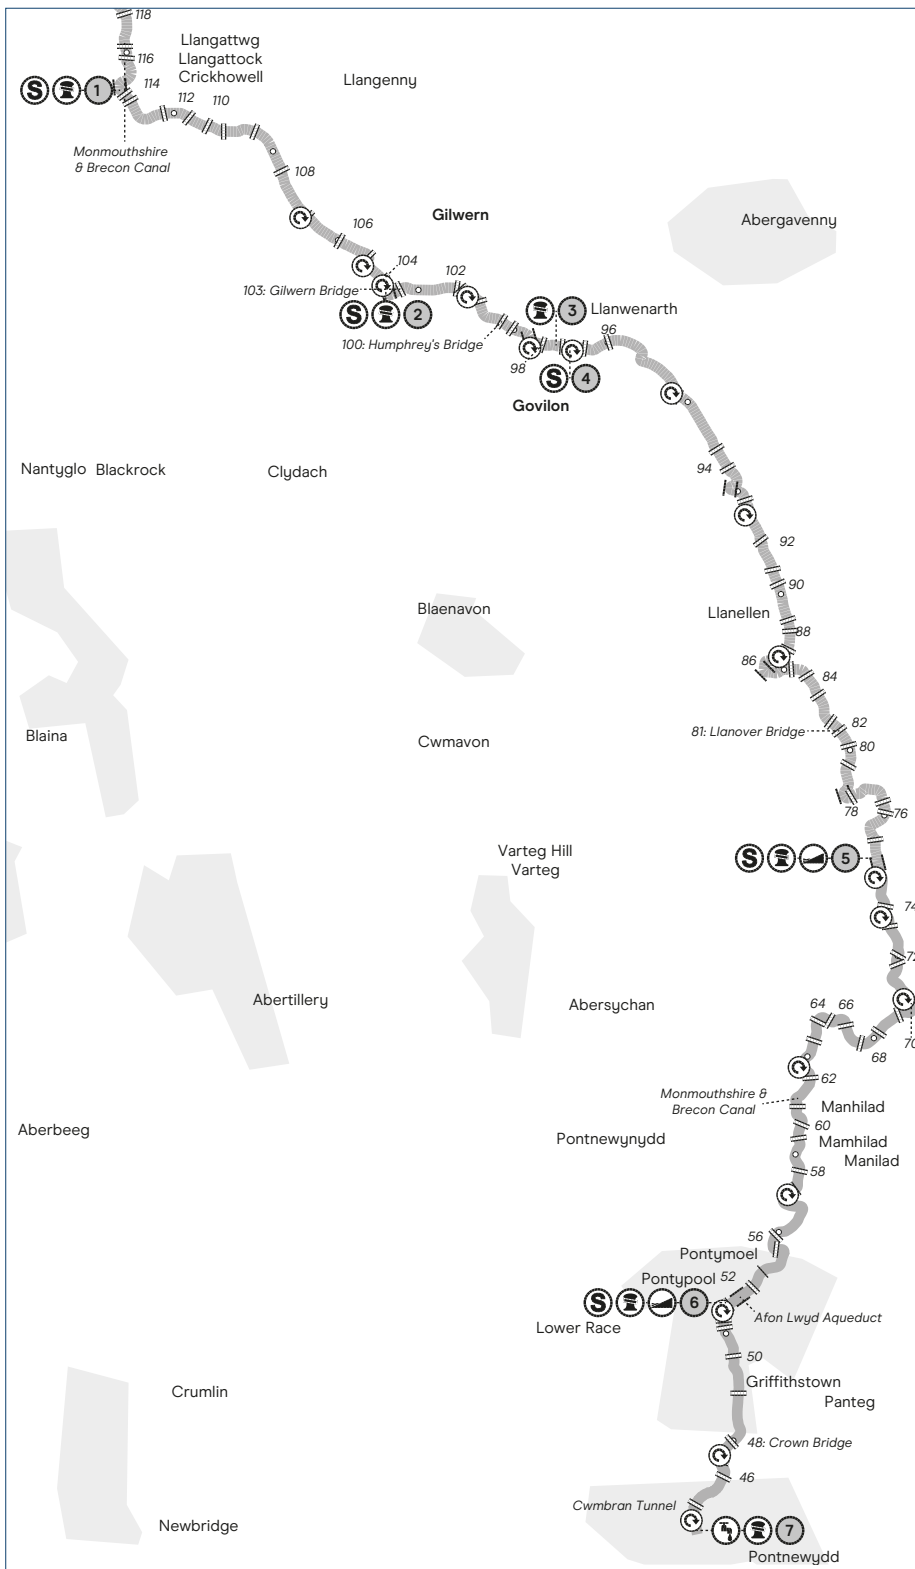 118
Llangattwg
Llangattock
Crickhowell
116
Llangenny
S 1
114
112
110
Monmouthshire
& Brecon Canal
108
Gilwern
106
Abergavenny
104
102
103: Gilwern Bridge
S 2
3
Llanwenarth
96
100: Humphrey's Bridge
98
S 4
Govilon
94
Nantyglo
Blackrock
Clydach
92
90
Blaenavon
Llanellen
88
86
84
82
81: Llanover Bridge
Blaina
Cwmavon
80
78
76
Varteg Hill
Varteg
S 5
74
72
Abertillery
Abersychan
64
66
70
68
62
Monmouthshire &
Brecon Canal
Manhilad
60
Aberbeeg
Pontnewynydd
Mamhilad
Manilad
58
56
Pontymoel
Pontypool
52
S 6
Afon Lwyd Aqueduct
Lower Race
50
Griffithstown
Crumlin
Panteg
48: Crown Bridge
46
Cwmbran Tunnel
Newbridge
7
Pontnewydd